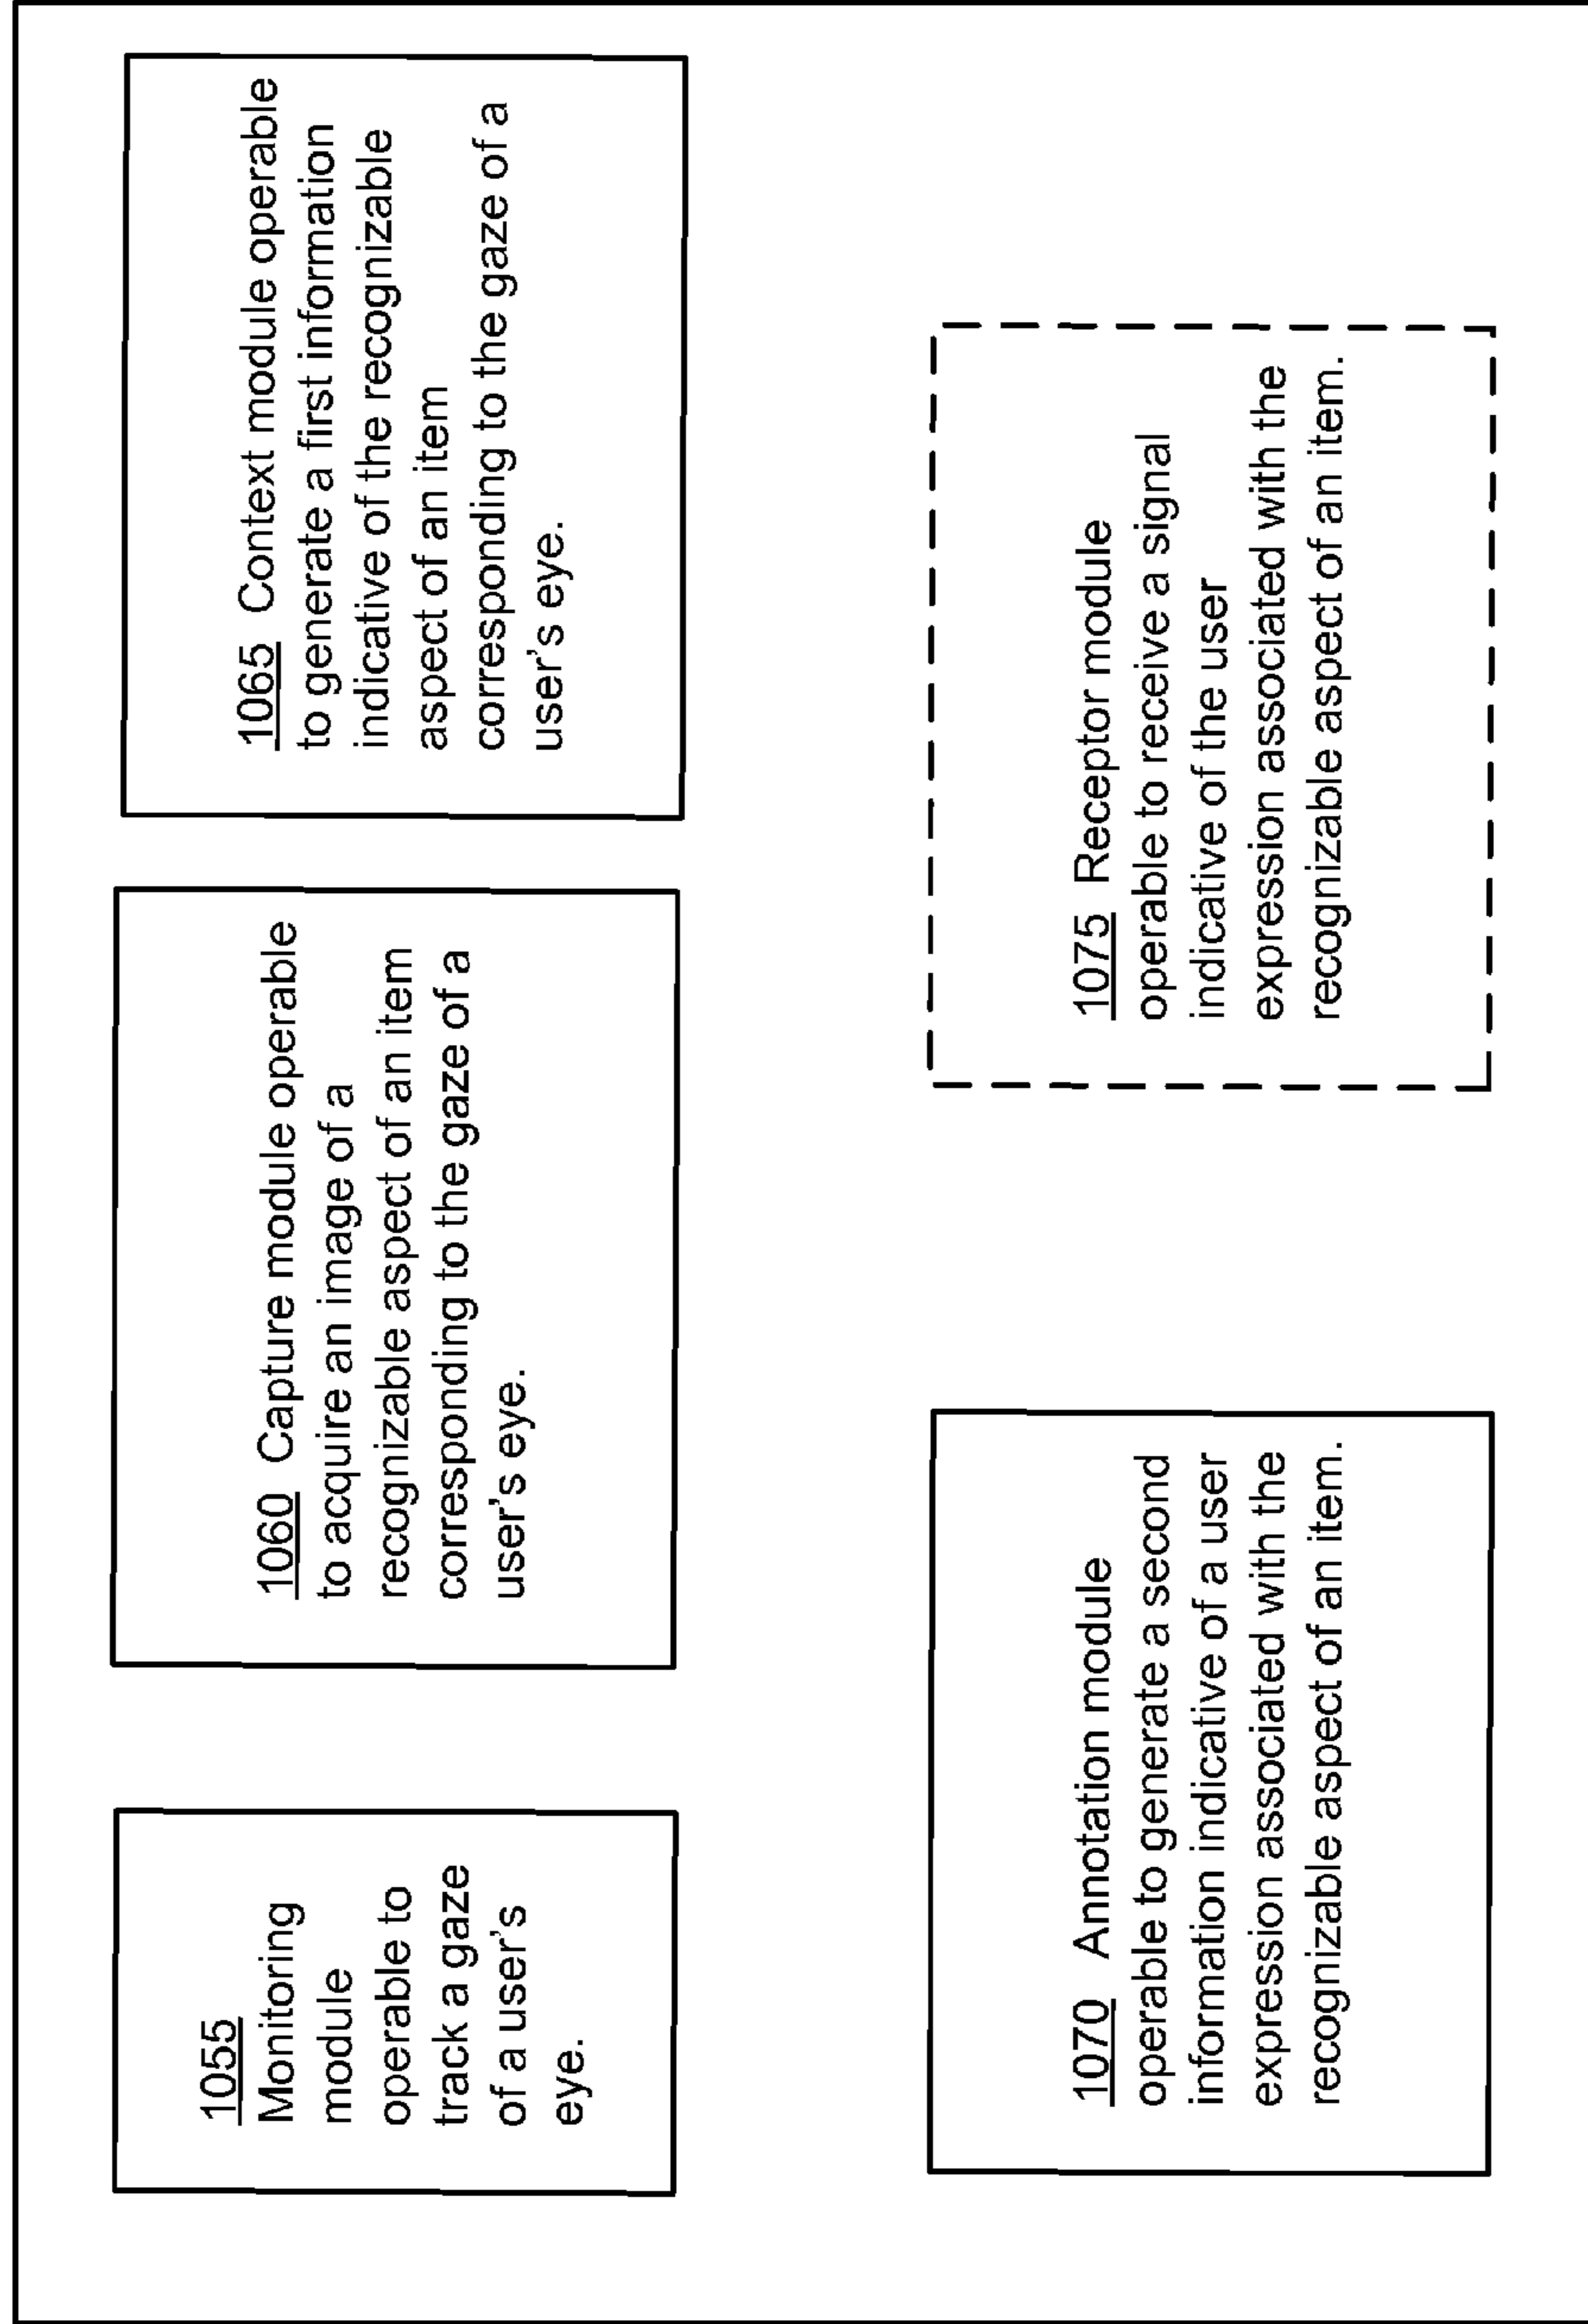 1055
Monitoring
module
operable to
track a gaze
of a user's
eye.
1060 Capture module operable
to acquire an image of a
recognizable aspect of an item
corresponding to the gaze of a
user's eye.
1065 Context module operable
to generate a first information
indicative of the recognizable
aspect of an item
corresponding to the gaze of a
user's eye.
1070 Annotation module
operable to generate a second
information indicative of a user
expression associated with the
recognizable aspect of an item.
1075 Receptor module
operable to receive a signal
indicative of the user
expression associated with the
recognizable aspect of an item.